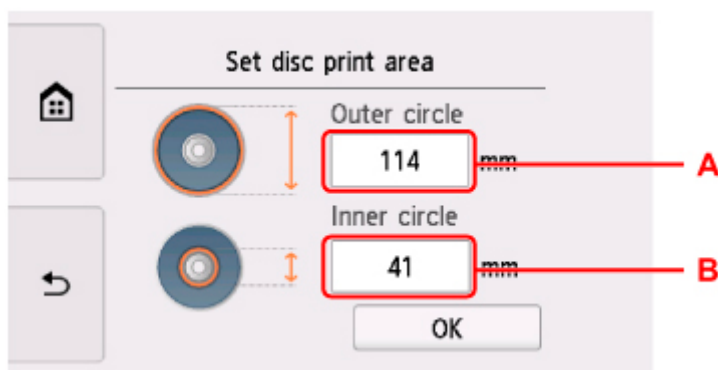 Set disc print area
Outer circle
114 mm A
Inner circle
41 mm B
OK